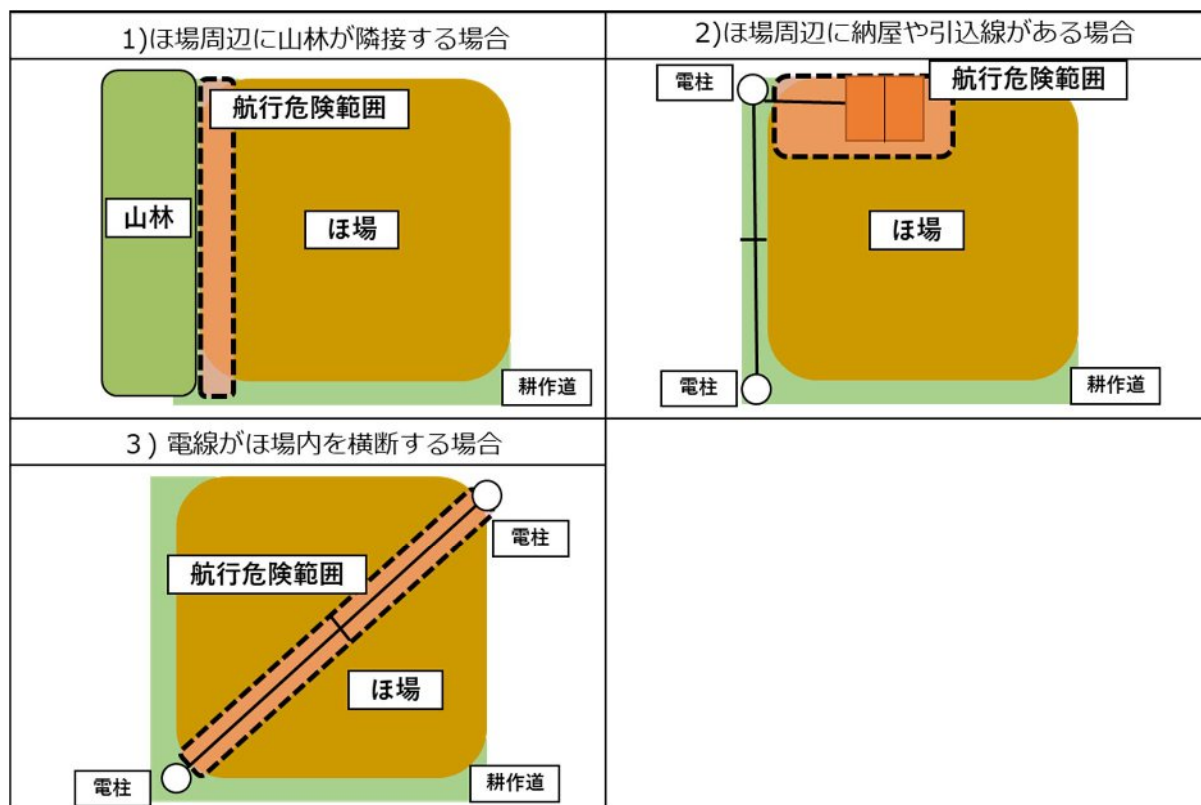 1)ほ場周辺に山林が隣接する場合
航行危険範囲
山林
ほ場
耕作道
2)ほ場周辺に納屋や引込線がある場合
電柱
航行危険範囲
ほ場
電柱
耕作道
3) 電線がほ場内を横断する場合
電柱
航行危険範囲
ほ場
電柱
耕作道